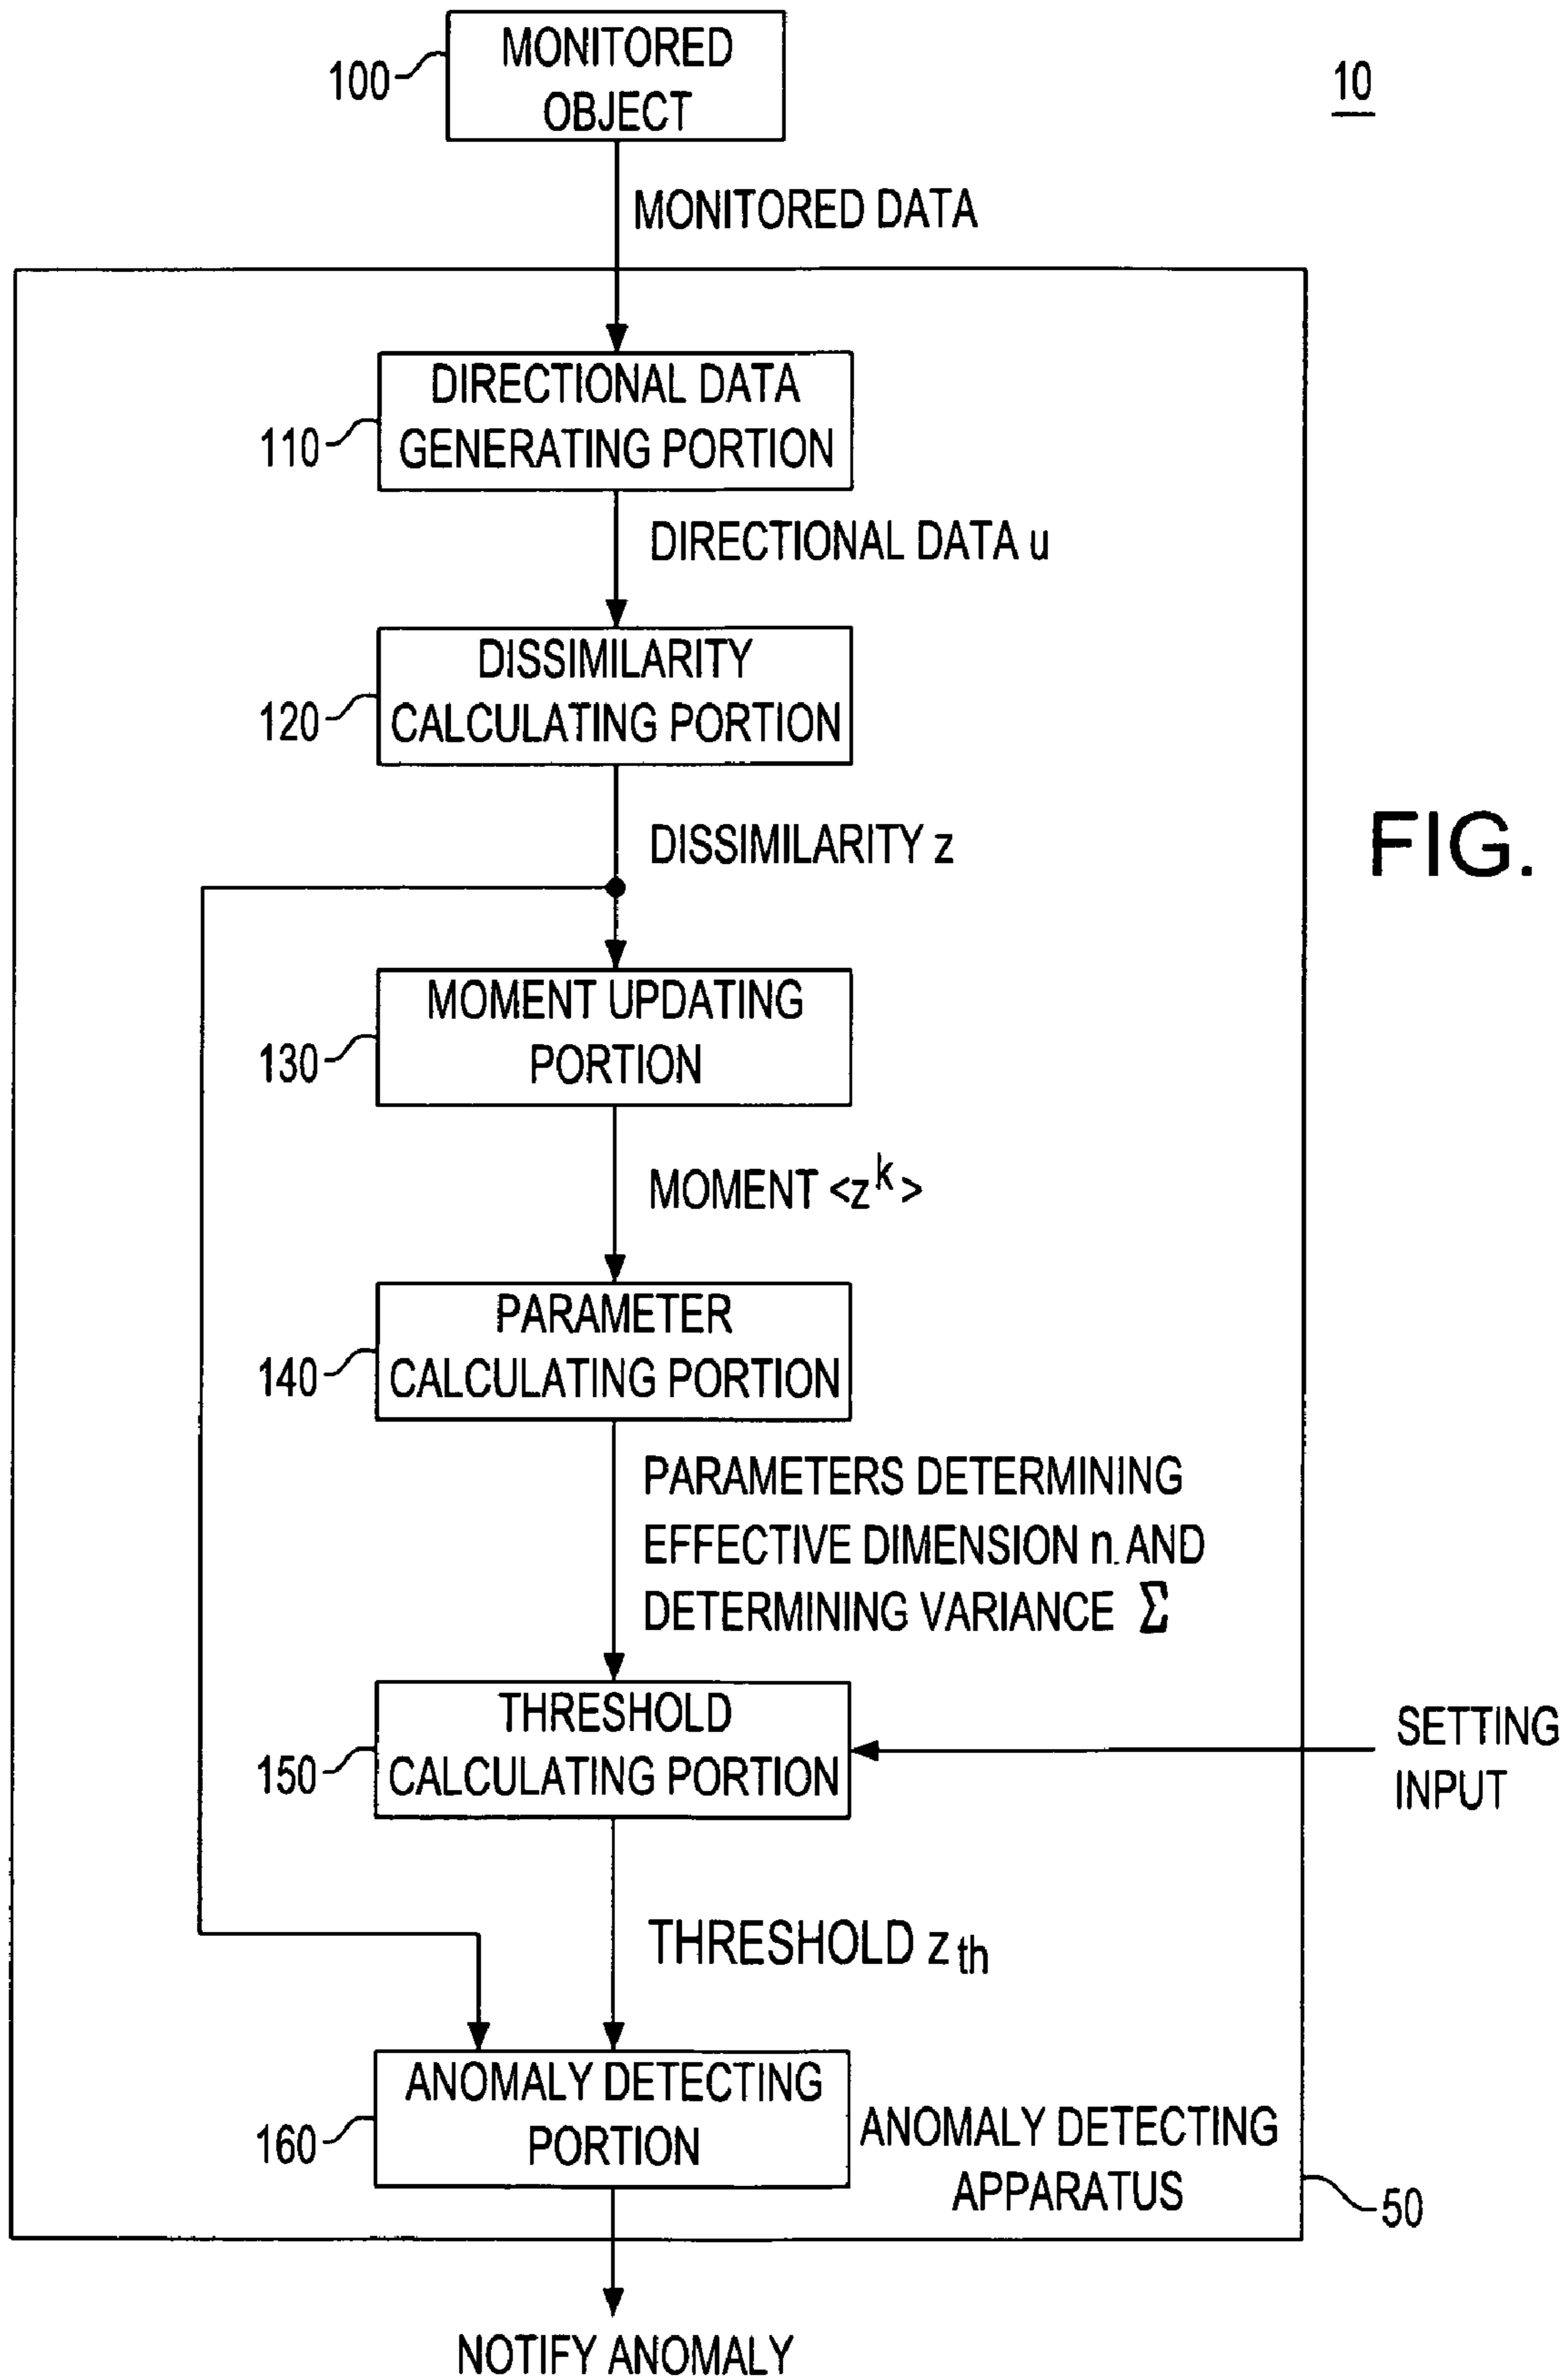 MONITORED
OBJECT
100
10
MONITORED DATA
DIRECTIONAL DATA
GENERATING PORTION
110
DIRECTIONAL DATA u
DISSIMILARITY
CALCULATING PORTION
120
DISSIMILARITY z
FIG.
MOMENT UPDATING
PORTION
130
MOMENT <z^k>
PARAMETER
CALCULATING PORTION
140
PARAMETERS DETERMINING
EFFECTIVE DIMENSION n AND
DETERMINING VARIANCE Σ
THRESHOLD
CALCULATING PORTION
150
SETTING
INPUT
THRESHOLD z_th
ANOMALY DETECTING
PORTION
160
ANOMALY DETECTING
APPARATUS
50
NOTIFY ANOMALY